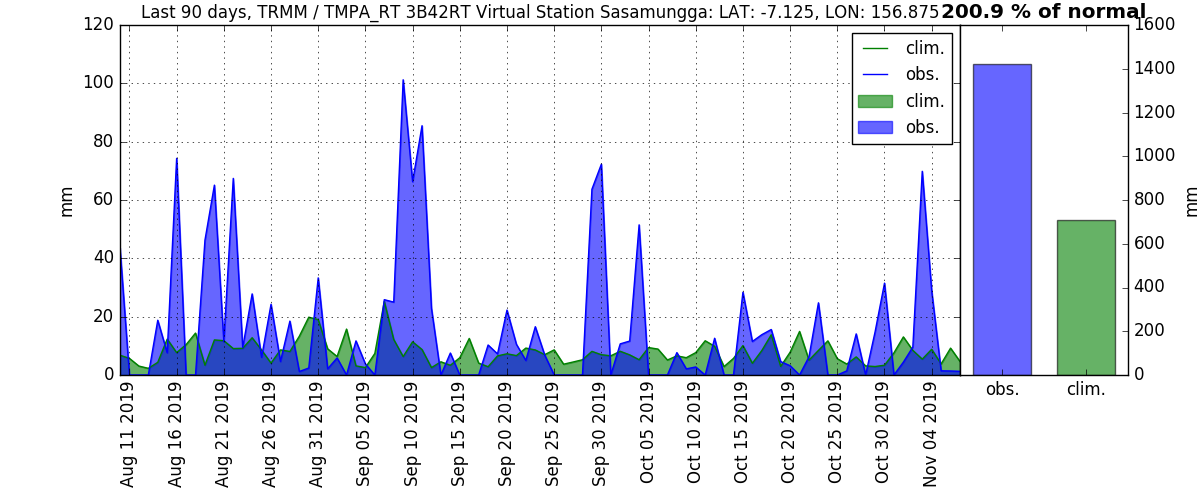 Last 90 days, TRMM / TMPA_RT 3B42RT Virtual Station Sasamungga: LAT: -7.125, LON: 156.875
200.9 % of normal
120
100
80
60
40
20
0
mm
clim.
obs.
clim.
obs.
Aug 11 2019
Aug 16 2019
Aug 21 2019
Aug 26 2019
Aug 31 2019
Sep 05 2019
Sep 10 2019
Sep 15 2019
Sep 20 2019
Sep 25 2019
Sep 30 2019
Oct 05 2019
Oct 10 2019
Oct 15 2019
Oct 20 2019
Oct 25 2019
Oct 30 2019
Nov 04 2019
1600
1400
1200
1000
800
600
400
200
0
mm
obs.
clim.